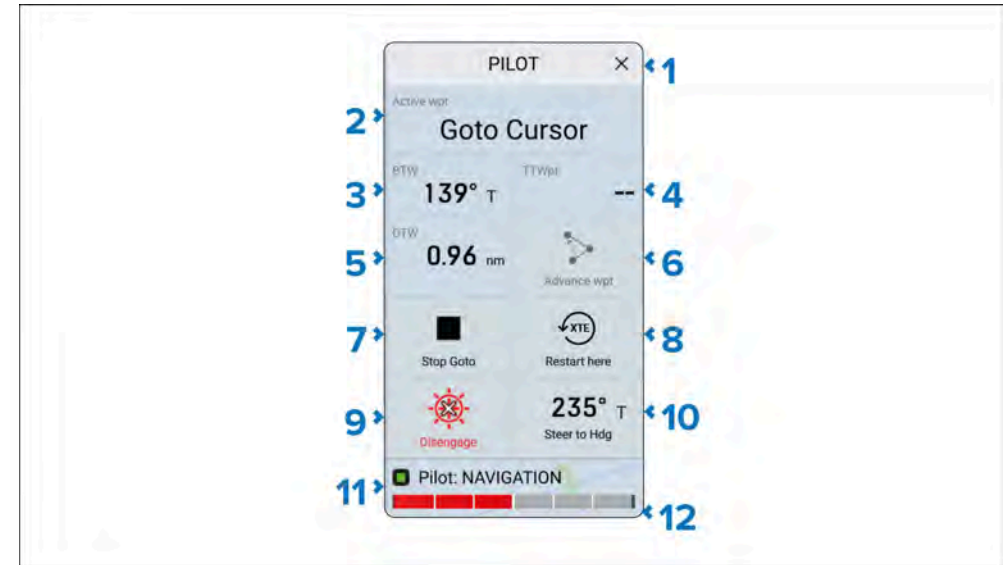 PILOT ×
1
Active wpt
2
Goto Cursor
BTW TTWpt
3 139° T -- 4
DTW
5 0.96 nm 6
Advance wpt
7 XTE 8
Stop Goto Restart here
9 235° T 10
Disengage Steer to Hdg
11 Pilot: NAVIGATION
12